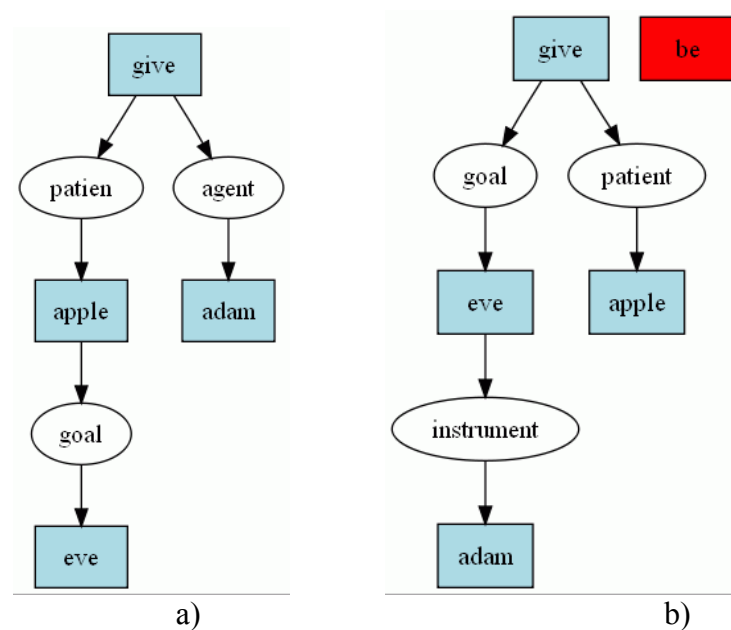 give
patien
agent
apple
adam
goal
eve
a)
give
be
goal
patient
eve
apple
instrument
adam
b)